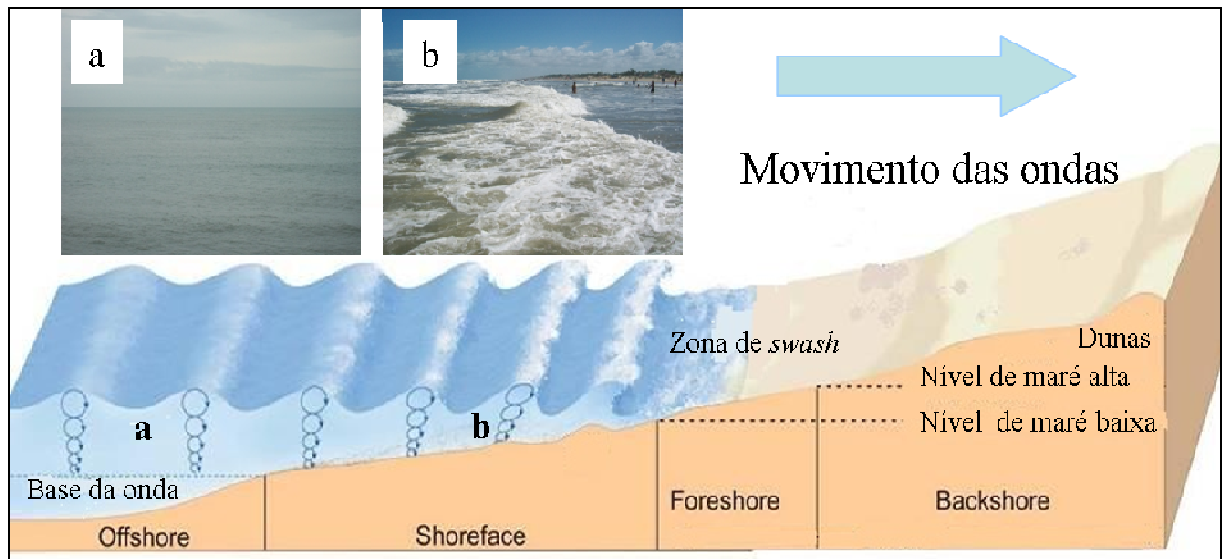 a
b
Movimento das ondas
Zona de swash
Dunas
Nível de maré alta
a
b
Nível de maré baixa
Base da onda
Foreshore
Backshore
Offshore
Shoreface